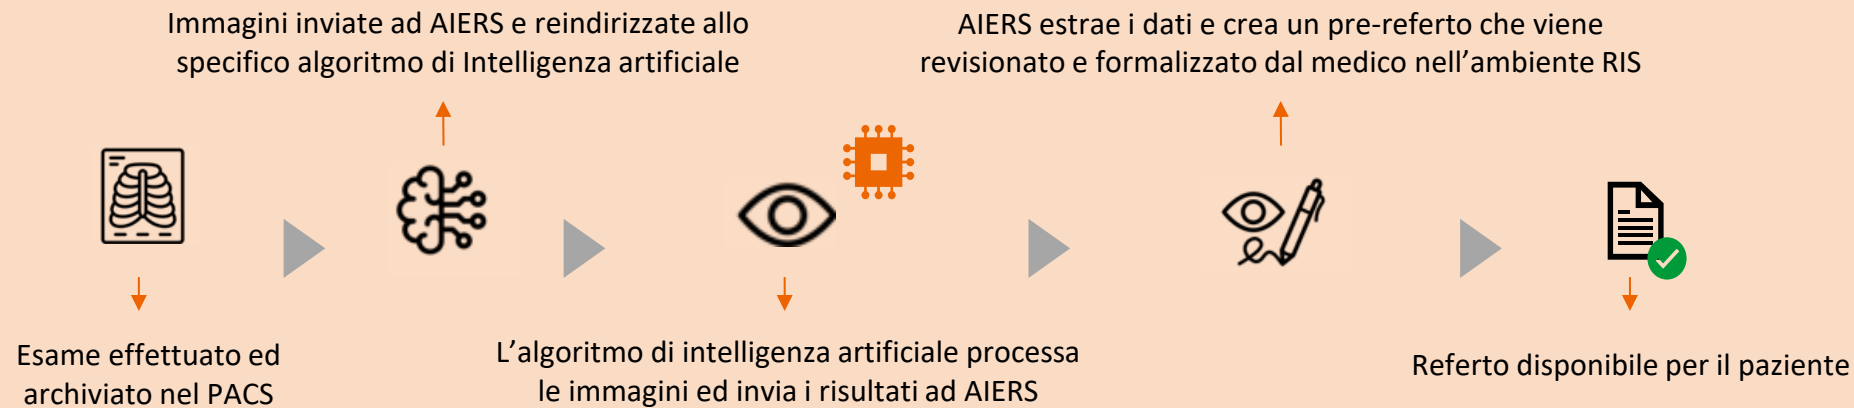 Immagini inviate ad AIERS e reindirizzate allo
specifico algoritmo di Intelligenza artificiale
AIERS estrae i dati e crea un pre-referto che viene
revisionato e formalizzato dal medico nell’ambiente RIS
Esame effettuato ed
archiviato nel PACS
L’algoritmo di intelligenza artificiale processa
le immagini ed invia i risultati ad AIERS
Referto disponibile per il paziente